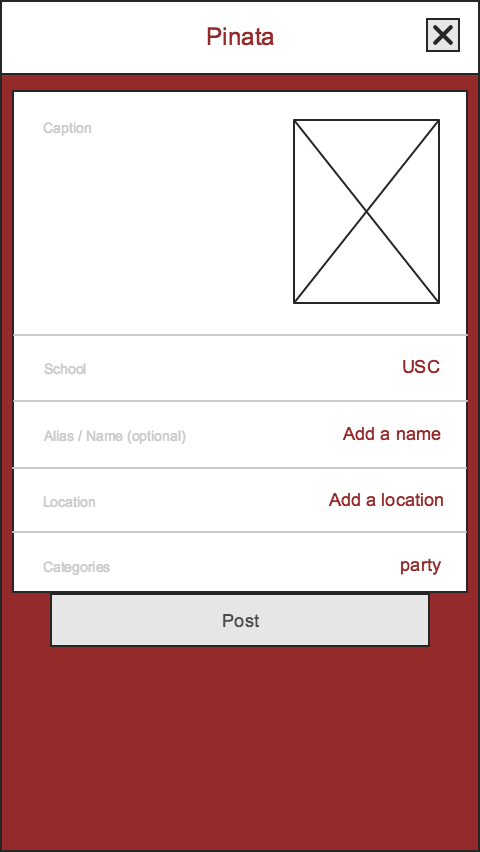 Pinata
Caption
School
USC
Alias / Name (optional)
Add a name
Location
Add a location
Categories
party
Post